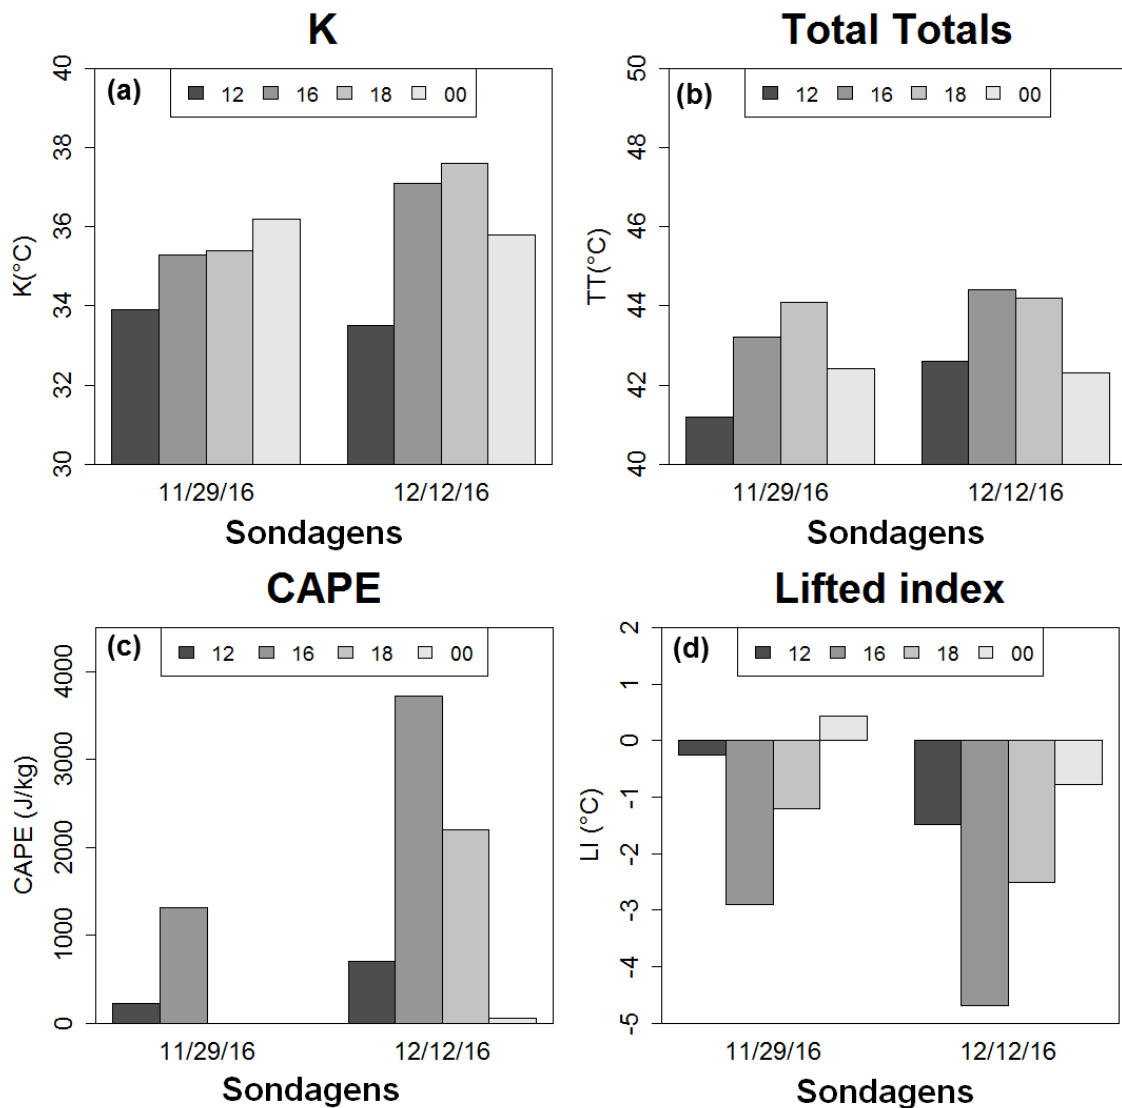 K
(a)
12 16 18 00
40
38
36
34
32
30
K(°C)
11/29/16 12/12/16
Sondagens
Total Totals
(b)
12 16 18 00
50
48
46
44
42
40
TT(°C)
11/29/16 12/12/16
Sondagens
CAPE
(c)
12 16 18 00
4000
3000
2000
1000
0
CAPE (J/kg)
11/29/16 12/12/16
Sondagens
Lifted index
(d)
12 16 18 00
2
1
0
-1
-2
-3
-4
-5
LI (°C)
11/29/16 12/12/16
Sondagens